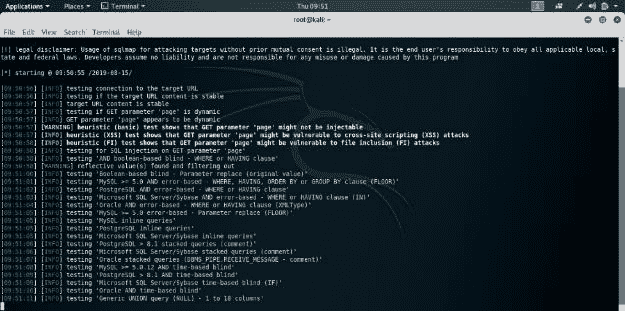 Applications Places Terminal Thu 09:51
root@kali: ~
File Edit View Search Terminal Help
[!] legal disclaimer: Usage of sqlmap for attacking targets without prior mutual consent is illegal. It is the end user's responsibility to obey all applicable local, s
tate and federal laws. Developers assume no liability and are not responsible for any misuse or damage caused by this program
[*] starting @ 09:50:55 /2019-08-15/
[09:50:56] [INFO] testing connection to the target URL
[09:50:56] [INFO] testing if the target URL content is stable
[09:50:57] [INFO] target URL content is stable
[09:50:57] [INFO] testing if GET parameter 'page' is dynamic
[09:50:57] [INFO] GET parameter 'page' appears to be dynamic
[09:50:57] [WARNING] heuristic (basic) test shows that GET parameter 'page' might not be injectable
[09:50:58] [INFO] heuristic (XSS) test shows that GET parameter 'page' might be vulnerable to cross-site scripting (XSS) attacks
[09:50:58] [INFO] heuristic (FI) test shows that GET parameter 'page' might be vulnerable to file inclusion (FI) attacks
[09:50:58] [INFO] testing for SQL injection on GET parameter 'page'
[09:50:58] [INFO] testing 'AND boolean-based blind - WHERE or HAVING clause'
[09:50:58] [WARNING] reflective value(s) found and filtering out
[09:51:00] [INFO] testing 'Boolean-based blind - Parameter replace (original value)'
[09:51:01] [INFO] testing 'MySQL >= 5.0 AND error-based - WHERE, HAVING, ORDER BY or GROUP BY clause (FLOOR)'
[09:51:02] [INFO] testing 'PostgreSQL AND error-based - WHERE or HAVING clause'
[09:51:03] [INFO] testing 'Microsoft SQL Server/Sybase AND error-based - WHERE or HAVING clause (IN)'
[09:51:04] [INFO] testing 'Oracle AND error-based - WHERE or HAVING clause (XMLType)'
[09:51:05] [INFO] testing 'MySQL >= 5.0 error-based - Parameter replace (FLOOR)'
[09:51:05] [INFO] testing 'MySQL inline queries'
[09:51:05] [INFO] testing 'PostgreSQL inline queries'
[09:51:05] [INFO] testing 'Microsoft SQL Server/Sybase inline queries'
[09:51:06] [INFO] testing 'PostgreSQL > 8.1 stacked queries (comment)'
[09:51:06] [INFO] testing 'Microsoft SQL Server/Sybase stacked queries (comment)'
[09:51:07] [INFO] testing 'Oracle stacked queries (DBMS_PIPE.RECEIVE_MESSAGE - comment)'
[09:51:08] [INFO] testing 'MySQL >= 5.0.12 AND time-based blind'
[09:51:09] [INFO] testing 'PostgreSQL > 8.1 AND time-based blind'
[09:51:10] [INFO] testing 'Microsoft SQL Server/Sybase time-based blind (IF)'
[09:51:10] [INFO] testing 'Oracle AND time-based blind'
[09:51:11] [INFO] testing 'Generic UNION query (NULL) - 1 to 10 columns'